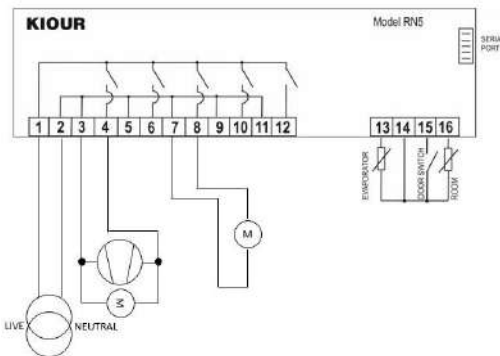 KIOUR
Model RN5
SERIAL
PORT
1 2 3 4 5 6 7 8 9 10 11 12
13 14 15 16
EVAPORATOR
DOOR SWITCH
ROOM
M
M
LIVE
NEUTRAL